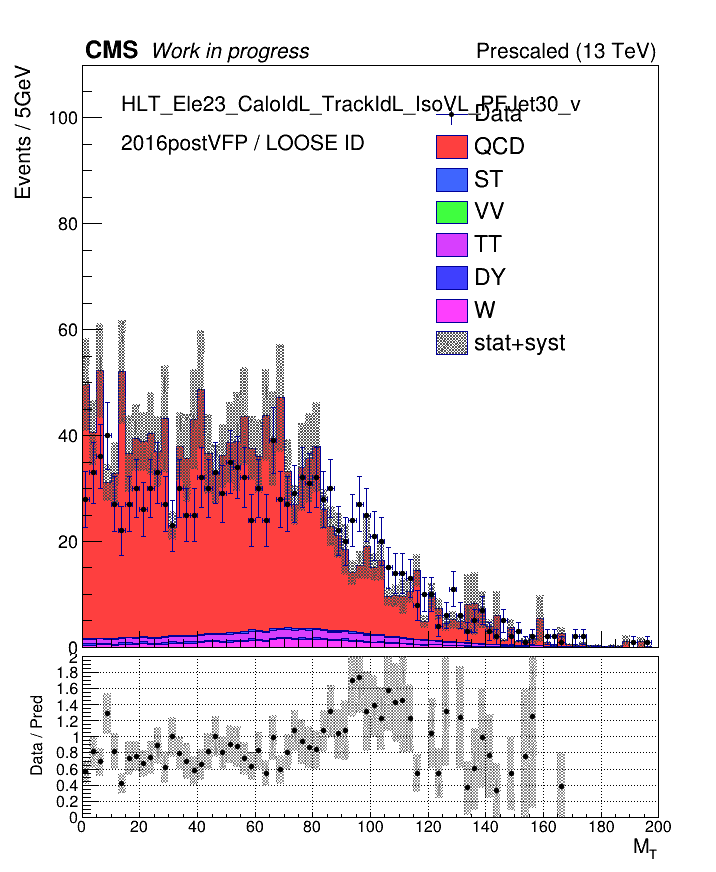 CMS Work in progress Prescaled (13 TeV)
Events / 5GeV
HLT_Ele23_CaloIdL_TrackIdL_IsoVL_PFJet30_v
Data
2016postVFP / LOOSE ID
QCD
ST
VV
TT
DY
W
stat+syst
100
80
60
40
20
0
Data / Pred
2
1.8
1.6
1.4
1.2
1
0.8
0.6
0.4
0.2
0
0 20 40 60 80 100 120 140 160 180 200
M_T